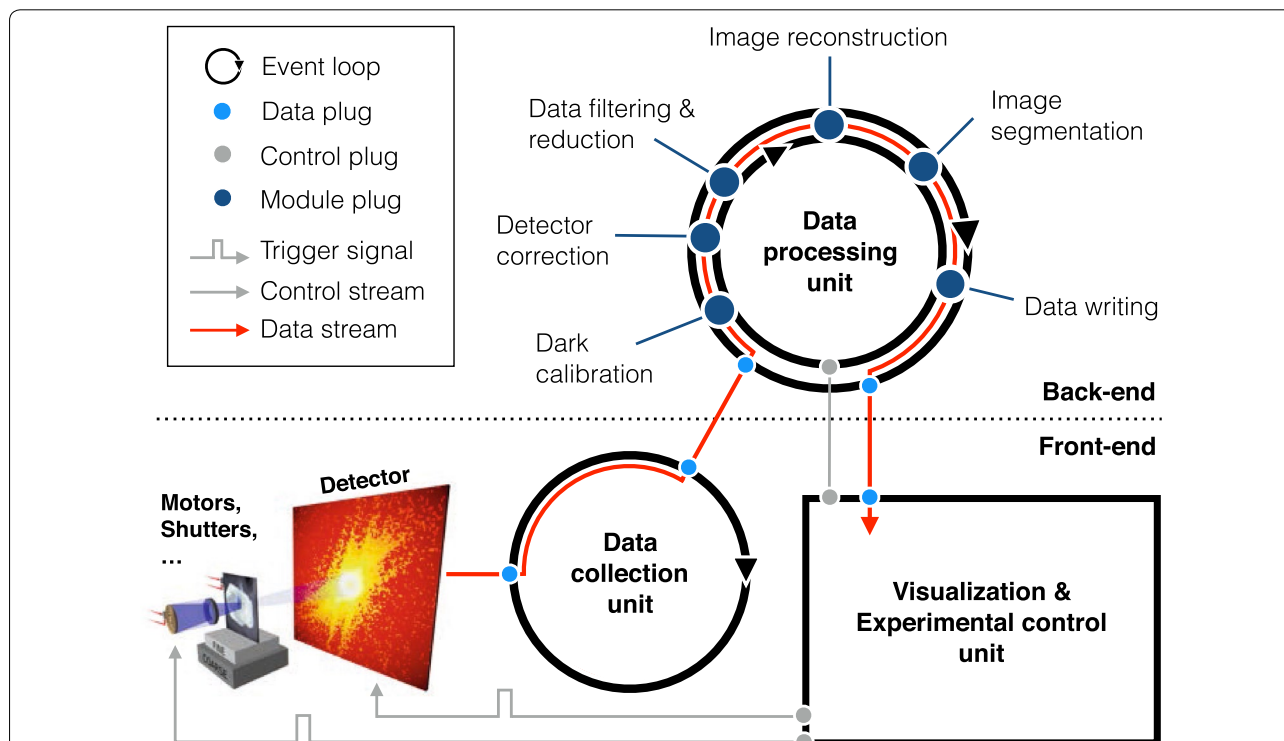 Event loop
Data plug
Control plug
Module plug
Trigger signal
Control stream
Data stream
Image reconstruction
Data filtering &
reduction
Image
segmentation
Detector
correction
Data
processing
unit
Data writing
Dark
calibration
Back-end
Front-end
Motors,
Shutters,
...
Detector
FINE
COARSE
Data
collection
unit
Visualization &
Experimental control
unit